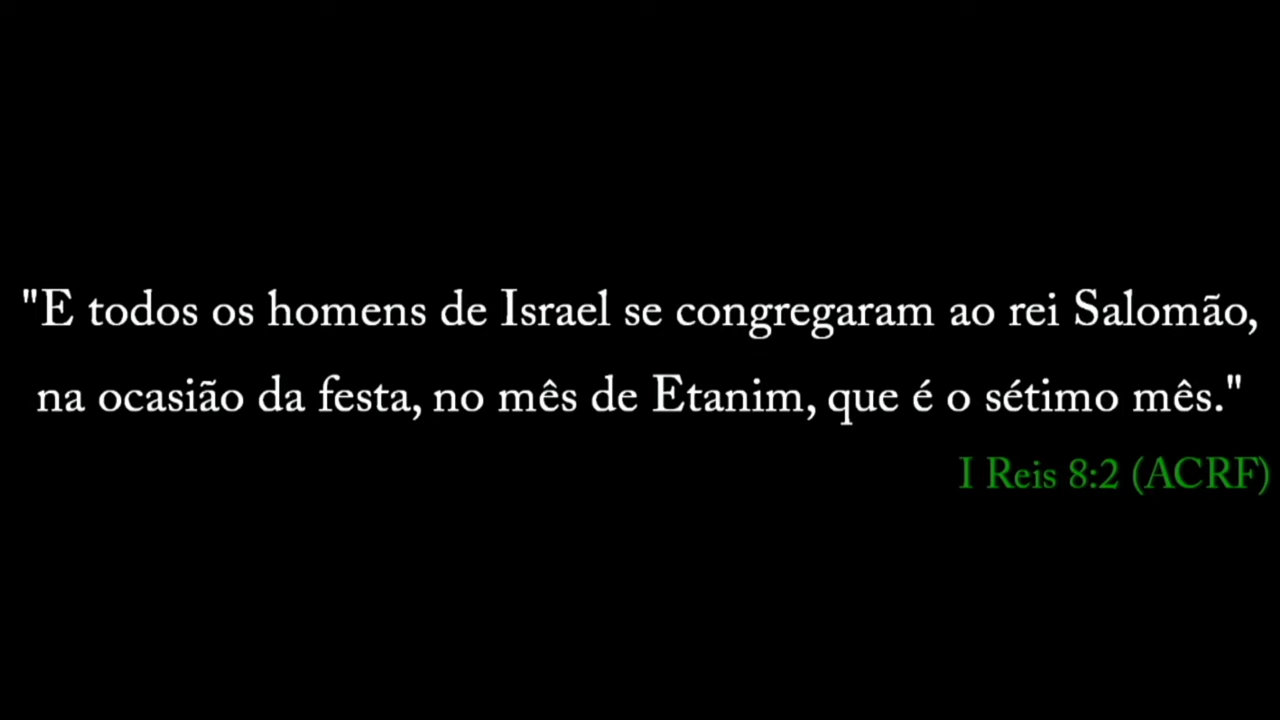 "E todos os homens de Israel se congregaram ao rei Salomão,
na ocasião da festa, no mês de Etanim, que é o sétimo mês."
I Reis 8:2 (ACRF)